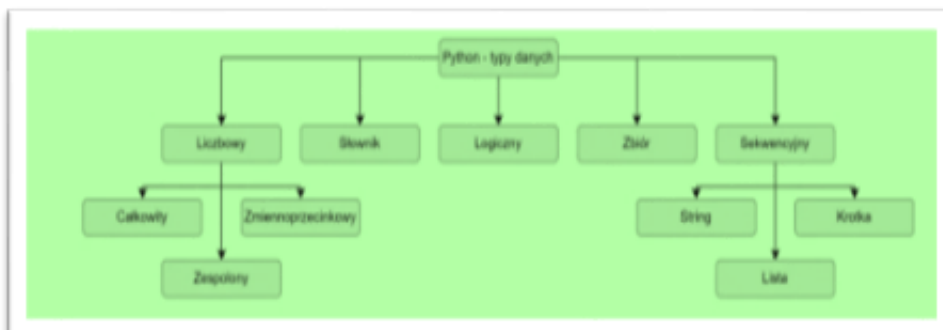 Python - typy danych
Liczbowy
Słownik
Logiczny
Zbiór
Sekwencyjny
Całkowity
Zmiennoprzecinkowy
String
Krotka
Zespolony
Lista